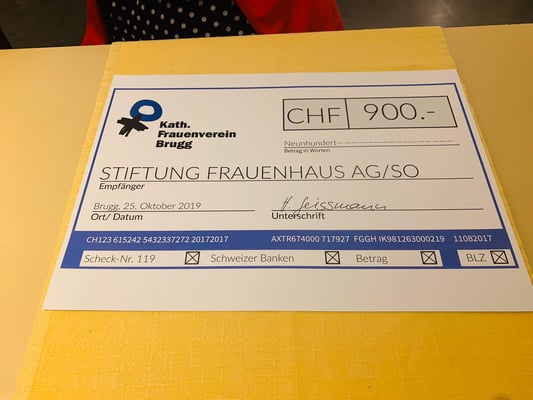 Kath.
Frauenverein
Brugg
CHF 900.-
Neunhundert
Betrag in Worten
STIFTUNG FRAUENHAUS AG/SO
Empfänger
Brugg, 25. Oktober 2019
Ort/ Datum
Unterschrift
CH123 615242 5432337272 20172017 AXTR674000 717927 FGGH IK981263000219 11082017
Scheck-Nr. 119 Schweizer Banken Betrag BLZ